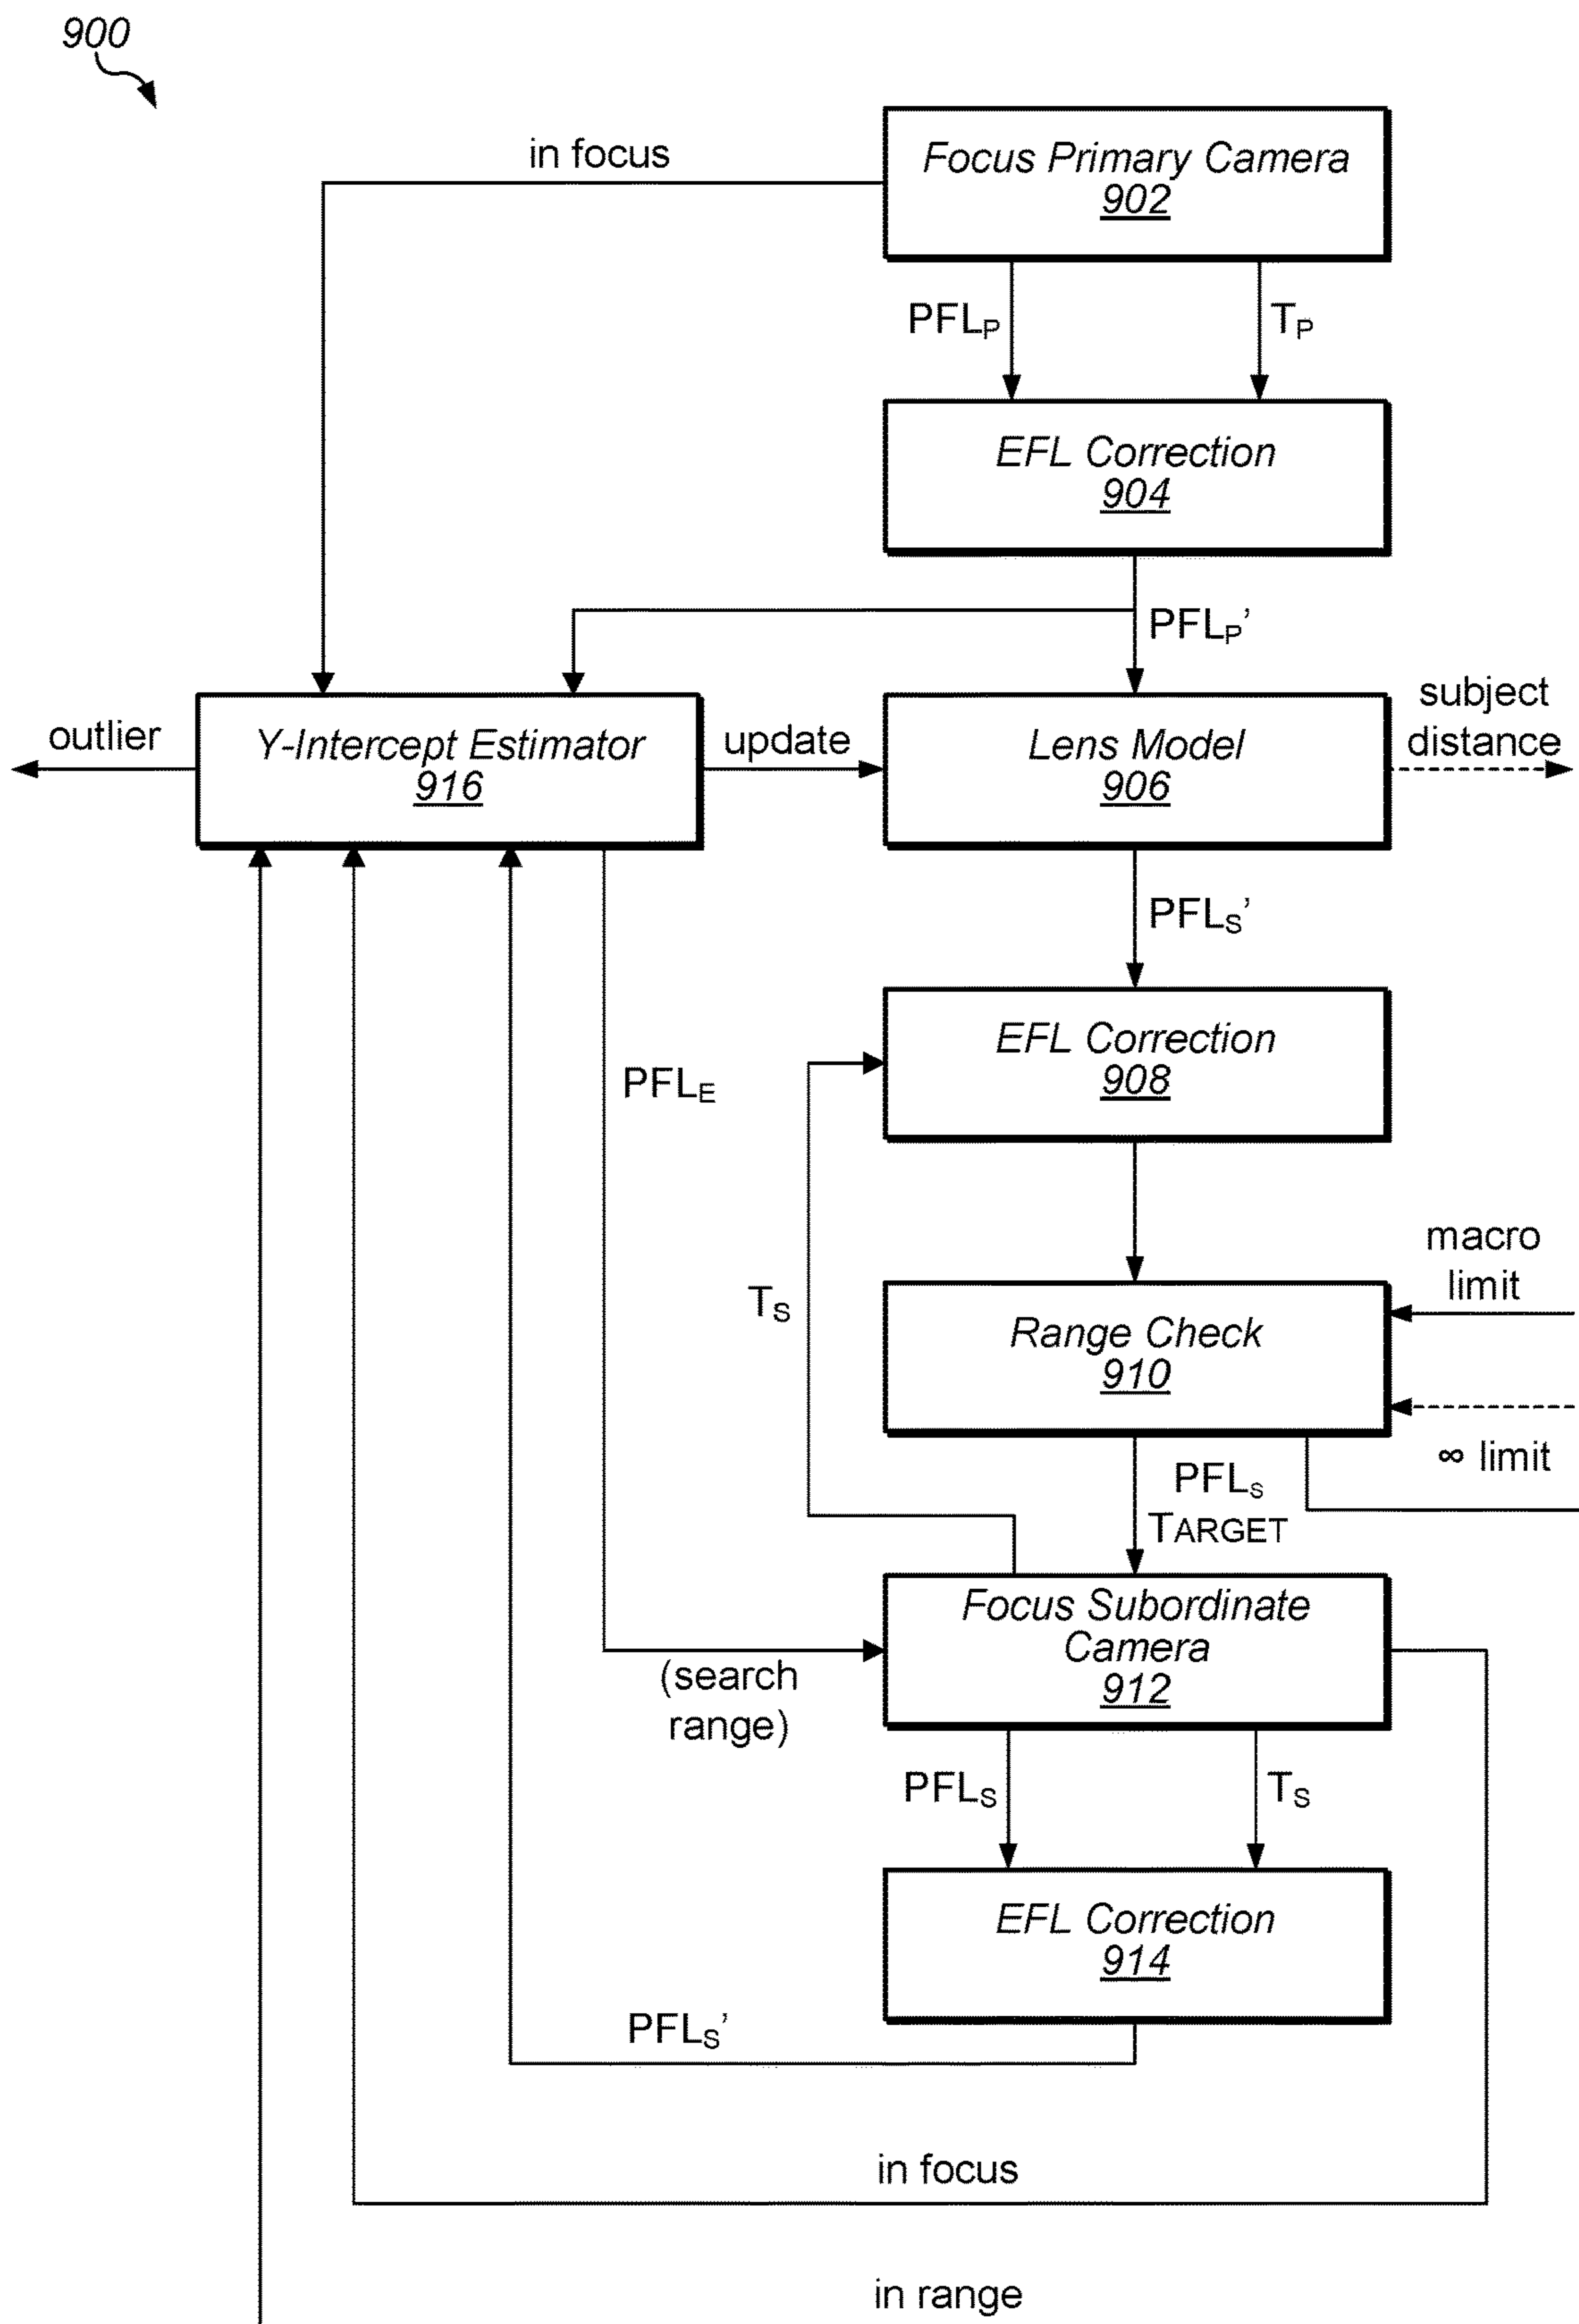 900
in focus
Focus Primary Camera
902
PFLP
TP
EFL Correction
904
PFLP’
outlier
Y-Intercept Estimator
916
update
Lens Model
906
subject
distance
PFLS’
EFL Correction
908
PFLE
TS
macro
limit
Range Check
910
∞ limit
PFLS
TARGET
Focus Subordinate
Camera
912
(search
range)
PFLS
TS
EFL Correction
914
PFLS’
in focus
in range